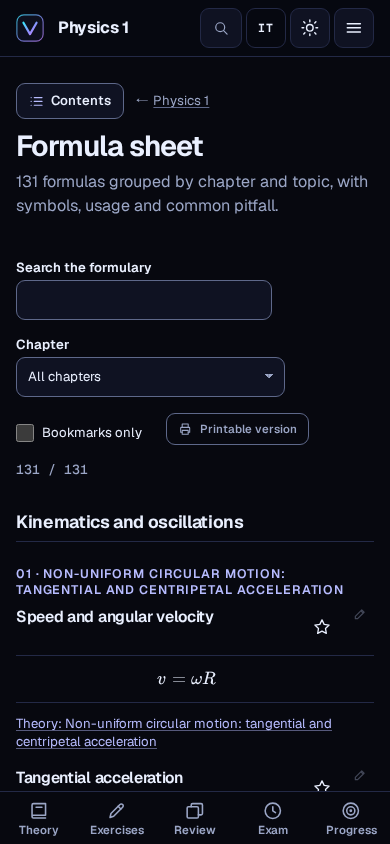 Physics 1
IT
Contents
← Physics 1
Formula sheet
131 formulas grouped by chapter and topic, with
symbols, usage and common pitfall.
Search the formulary
Chapter
All chapters
Bookmarks only
Printable version
131 / 131
Kinematics and oscillations
01 · NON-UNIFORM CIRCULAR MOTION:
TANGENTIAL AND CENTRIPETAL ACCELERATION
Speed and angular velocity
v = ωR
Theory: Non-uniform circular motion: tangential and
centripetal acceleration
Tangential acceleration
Theory
Exercises
Review
Exam
Progress